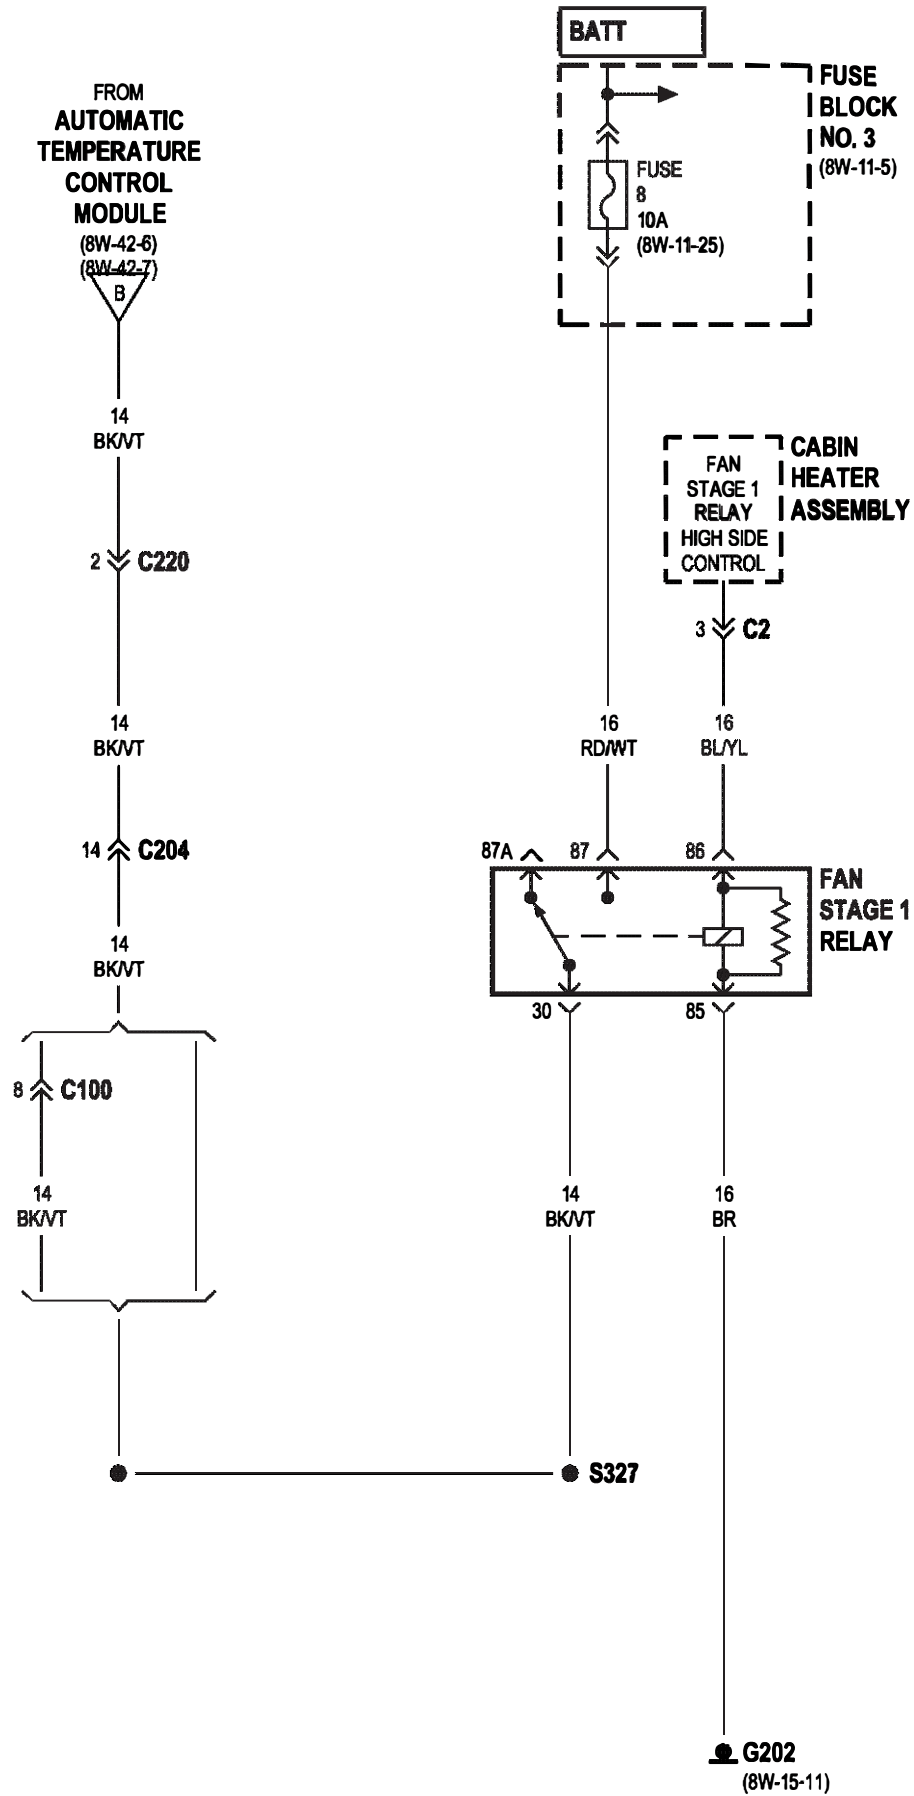 BATT
FUSE
BLOCK
NO. 3
(8W-11-5)
FUSE
8
10A
(8W-11-25)
FROM
AUTOMATIC
TEMPERATURE
CONTROL
MODULE
(8W-42-6)
(8W-42-7)
B
14
BK/VT
CABIN
HEATER
ASSEMBLY
FAN
STAGE 1
RELAY
HIGH SIDE
CONTROL
2 C220
3 C2
14
BK/VT
16
RD/WT
16
BL/YL
14 C204
87A 87 86
FAN
STAGE 1
RELAY
14
BK/VT
30 85
8 C100
14
BK/VT
14
BK/VT
16
BR
S327
G202
(8W-15-11)